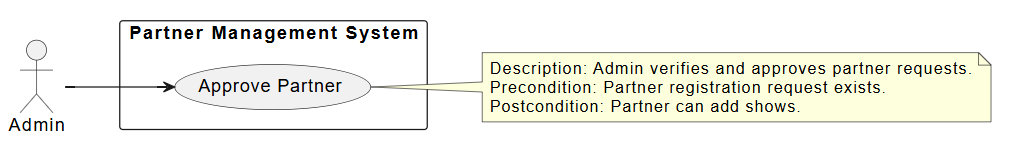 Partner Management System
Approve Partner
Admin
Description: Admin verifies and approves partner requests.
Precondition: Partner registration request exists.
Postcondition: Partner can add shows.